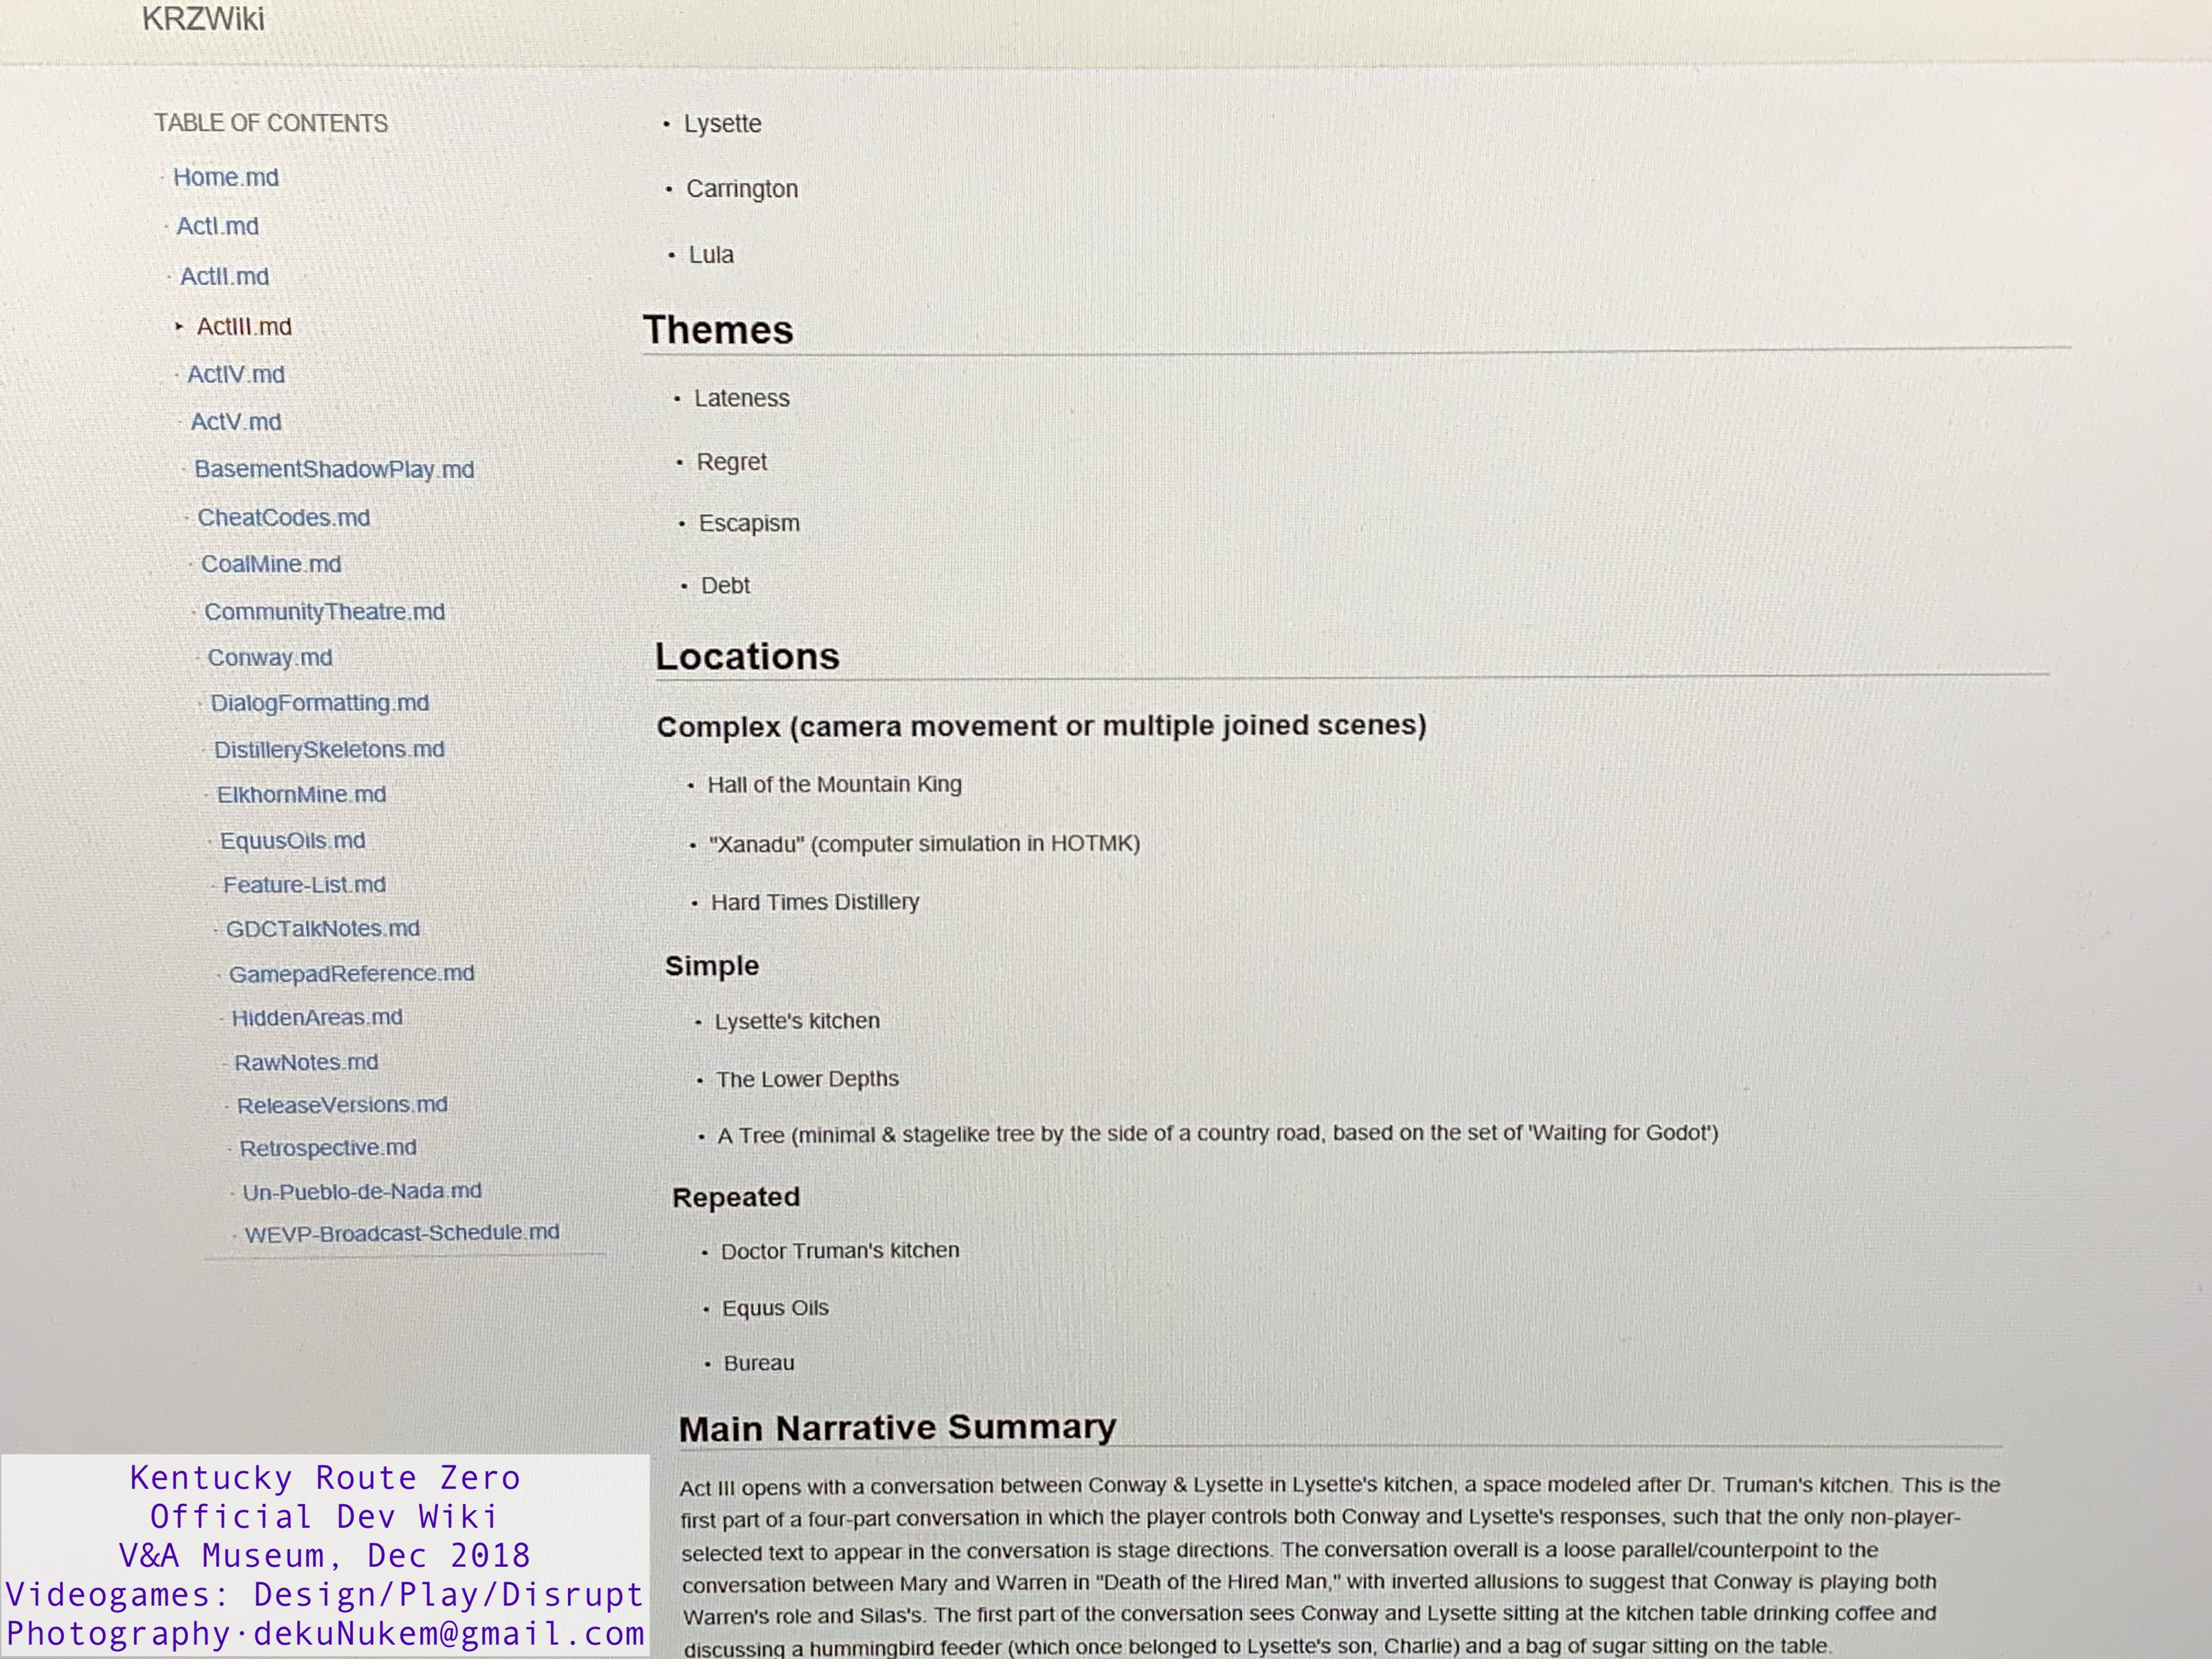 KRZWiki
TABLE OF CONTENTS
Home.md
ActI.md
ActII.md
ActIII.md
ActIV.md
ActV.md
BasementShadowPlay.md
CheatCodes.md
CoalMine.md
CommunityTheatre.md
Conway.md
DialogFormatting.md
DistillerySkeletons.md
ElkhornMine.md
EquusOils.md
Feature-List.md
GDCTalkNotes.md
GamepadReference.md
HiddenAreas.md
RawNotes.md
ReleaseVersions.md
Retrospective.md
Un-Pueblo-de-Nada.md
WEVP-Broadcast-Schedule.md
• Lysette
• Carrington
• Lula
Themes
• Lateness
• Regret
• Escapism
• Debt
Locations
Complex (camera movement or multiple joined scenes)
• Hall of the Mountain King
• "Xanadu" (computer simulation in HOTMK)
• Hard Times Distillery
Simple
• Lysette's kitchen
• The Lower Depths
• A Tree (minimal & stagelike tree by the side of a country road, based on the set of 'Waiting for Godot')
Repeated
• Doctor Truman's kitchen
• Equus Oils
• Bureau
Main Narrative Summary
Act III opens with a conversation between Conway & Lysette in Lysette's kitchen, a space modeled after Dr. Truman's kitchen. This is the
first part of a four-part conversation in which the player controls both Conway and Lysette's responses, such that the only non-player-
selected text to appear in the conversation is stage directions. The conversation overall is a loose parallel/counterpoint to the
conversation between Mary and Warren in "Death of the Hired Man," with inverted allusions to suggest that Conway is playing both
Warren's role and Silas's. The first part of the conversation sees Conway and Lysette sitting at the kitchen table drinking coffee and
discussing a hummingbird feeder (which once belonged to Lysette's son, Charlie) and a bag of sugar sitting on the table.
Kentucky Route Zero
Official Dev Wiki
V&A Museum, Dec 2018
Videogames: Design/Play/Disrupt
Photography·dekuNukem@gmail.com